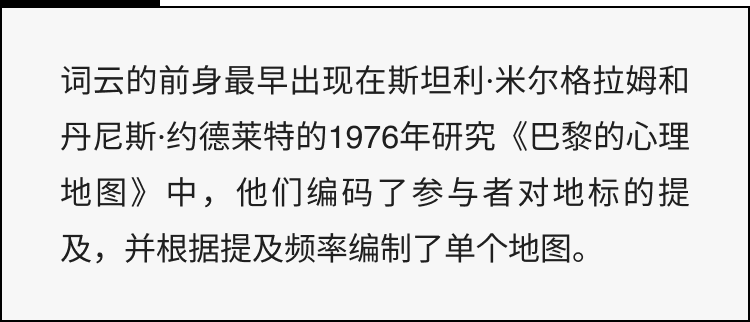 词云的前身最早出现在斯坦利·米尔格拉姆和
丹尼斯·约德莱特的1976年研究《巴黎的心理
地图》中，他们编码了参与者对地标的提
及，并根据提及频率编制了单个地图。